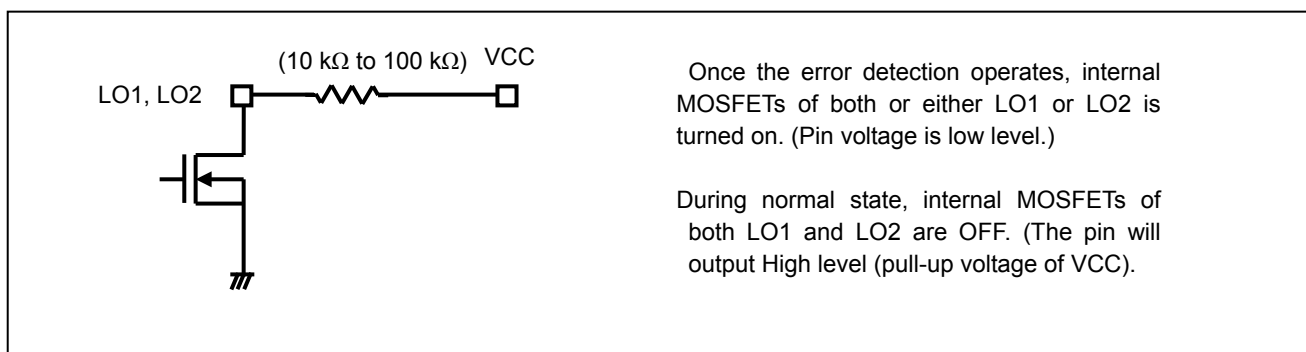 (10 kΩ to 100 kΩ) VCC
LO1, LO2
Once the error detection operates, internal
MOSFETs of both or either LO1 or LO2 is
turned on. (Pin voltage is low level.)
During normal state, internal MOSFETs of
both LO1 and LO2 are OFF. (The pin will
output High level (pull-up voltage of VCC).